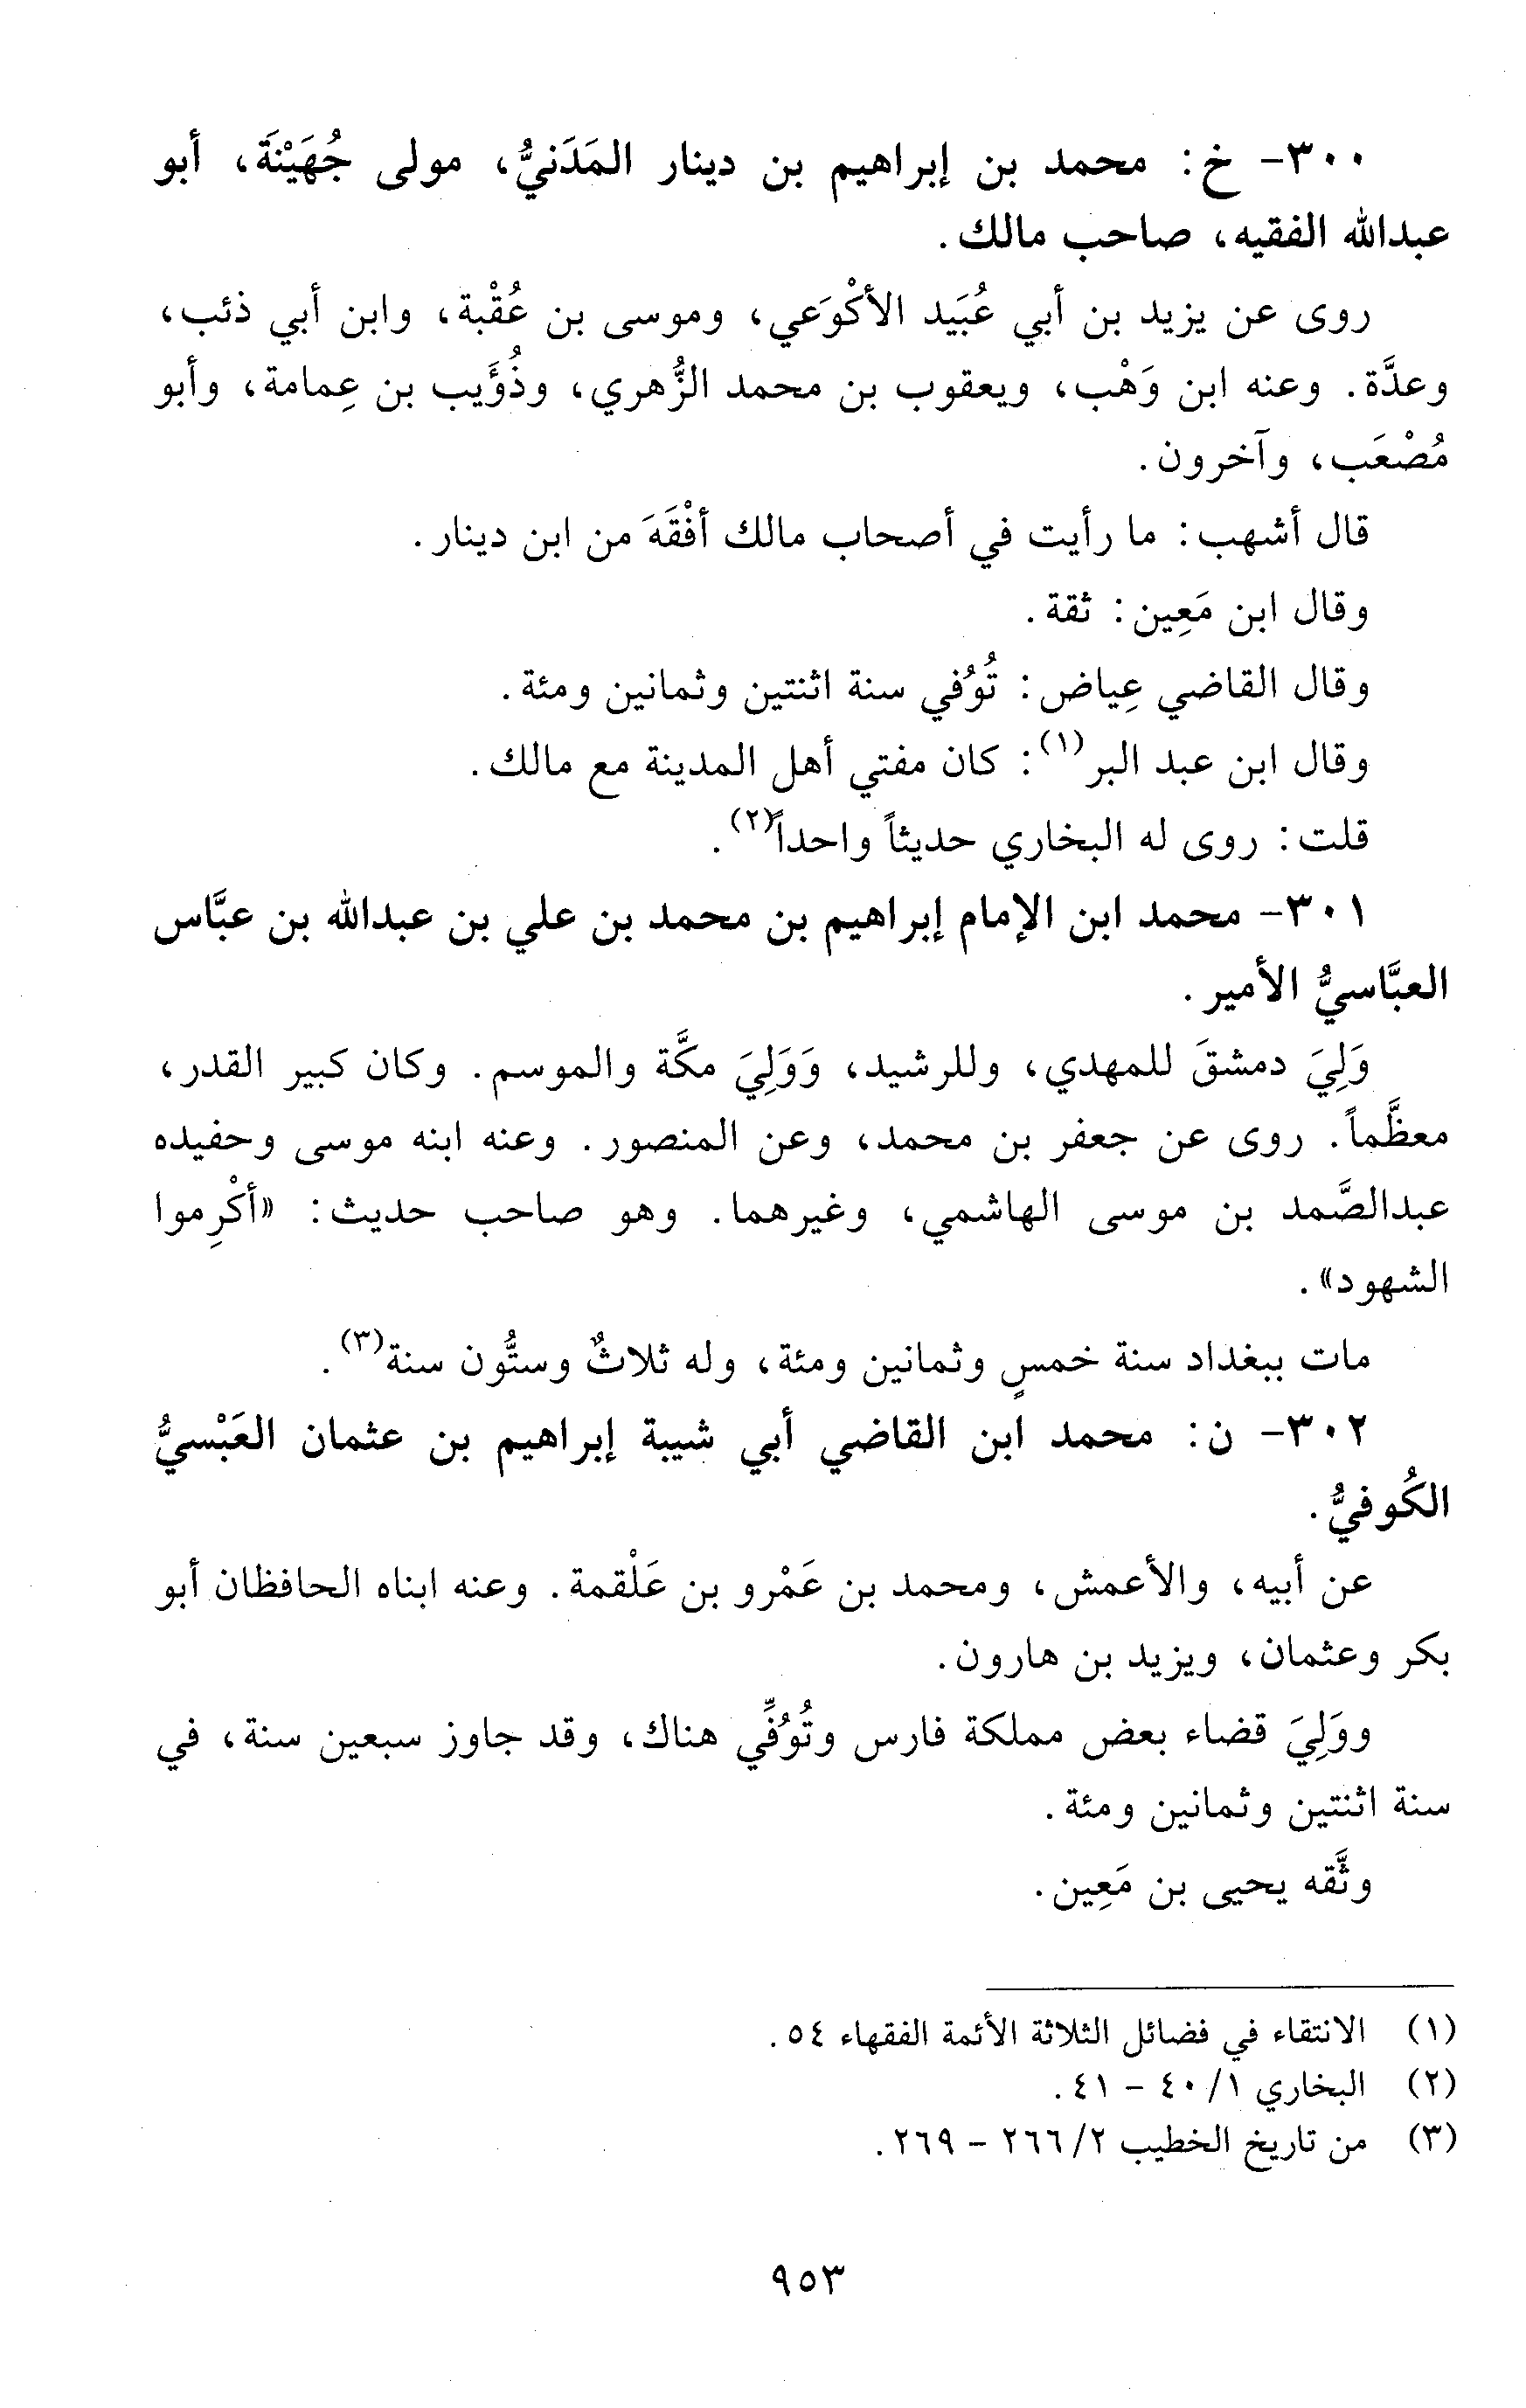 ٣٠٠- خ: محمد بن إبراهيم بن دينار المَدَنيُّ، مولى جُهَيْنَةَ، أبو
عبدالله الفقيه، صاحب مالك.
روى عن يزيد بن أبي عُبَيد الأكْوَعي، وموسى بن عُقْبة، وابن أبي ذئب،
وعدَّة. وعنه ابن وَهْب، ويعقوب بن محمد الزُّهري، وذُؤَيب بن عِمامة، وأبو
مُصْعَب، وآخرون.
قال أشهب: ما رأيت في أصحاب مالك أفْقَهَ من ابن دينار.
وقال ابن مَعِين: ثقة.
وقال القاضي عِياض: تُوُفي سنة اثنتين وثمانين ومئة.
وقال ابن عبد البر(١): كان مفتي أهل المدينة مع مالك.
قلت: روى له البخاري حديثاً واحداً(٢).
٣٠١- محمد ابن الإمام إبراهيم بن محمد بن علي بن عبدالله بن عبَّاس
العبَّاسيُّ الأمير.
وَلِيَ دمشقَ للمهدي، وللرشيد، وَوَلِيَ مكَّة والموسم. وكان كبير القدر،
معظَّماً. روى عن جعفر بن محمد، وعن المنصور. وعنه ابنه موسى وحفيده
عبدالصَّمد بن موسى الهاشمي، وغيرهما. وهو صاحب حديث: «أكْرِموا
الشهود».
مات ببغداد سنة خمسٍ وثمانين ومئة، وله ثلاثٌ وستُّون سنة(٣).
٣٠٢- ن: محمد ابن القاضي أبي شيبة إبراهيم بن عثمان العَبْسيُّ
الكُوفيُّ.
عن أبيه، والأعمش، ومحمد بن عَمْرو بن عَلْقمة. وعنه ابناه الحافظان أبو
بكر وعثمان، ويزيد بن هارون.
ووَلِيَ قضاء بعض مملكة فارس وتُوُفِّي هناك، وقد جاوز سبعين سنة، في
سنة اثنتين وثمانين ومئة.
وثَّقه يحيى بن مَعِين.
(١) الانتقاء في فضائل الثلاثة الأئمة الفقهاء ٥٤.
(٢) البخاري ١/ ٤٠ - ٤١.
(٣) من تاريخ الخطيب ٢/ ٢٦٦ - ٢٦٩.
٩٥٣